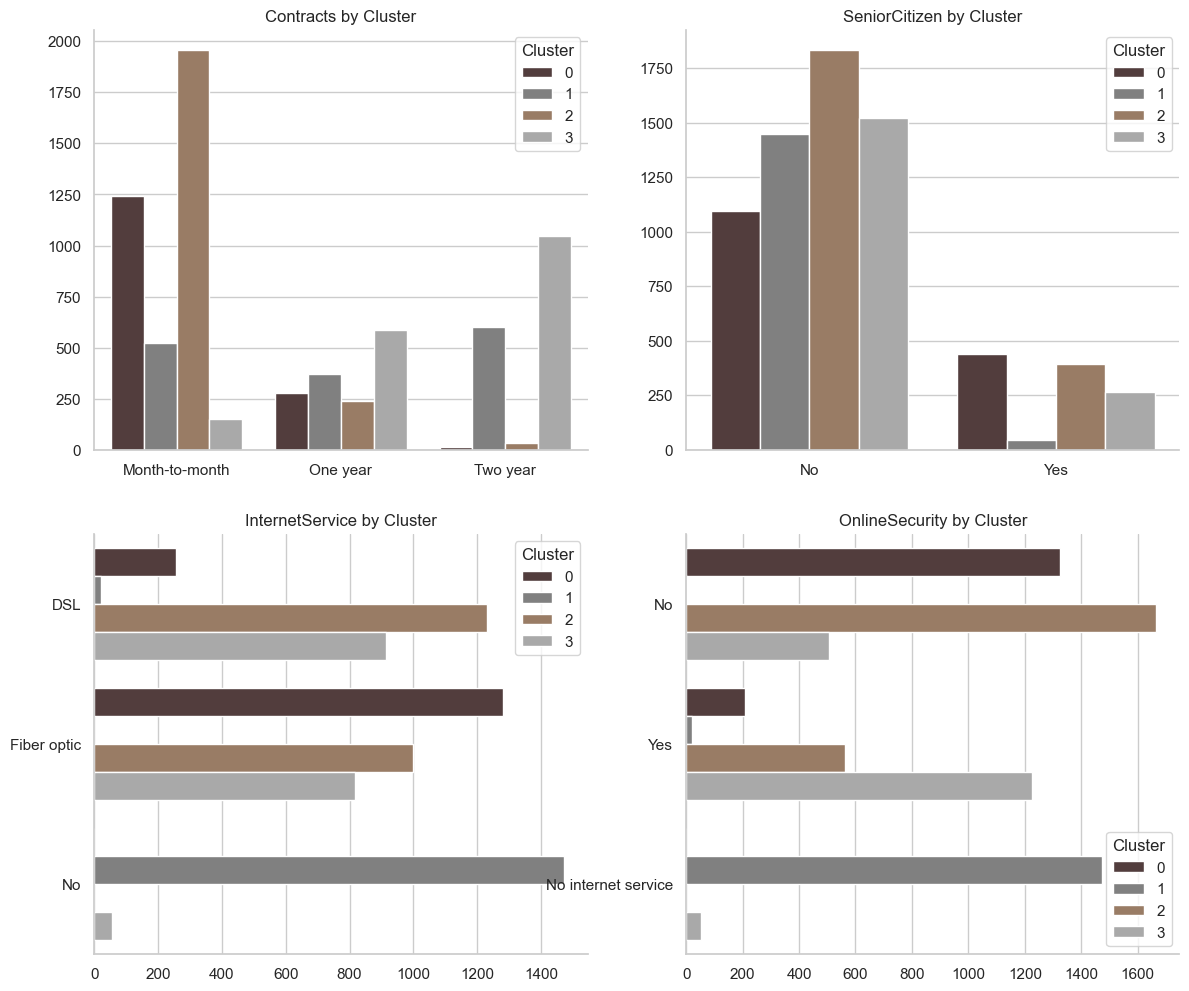 Contracts by Cluster
2000
1750
1500
1250
1000
750
500
250
0
Month-to-month
One year
Two year
Cluster
0
1
2
3
SeniorCitizen by Cluster
1750
1500
1250
1000
750
500
250
0
No
Yes
Cluster
0
1
2
3
InternetService by Cluster
DSL
Fiber optic
No
0
200
400
600
800
1000
1200
1400
Cluster
0
1
2
3
OnlineSecurity by Cluster
No
Yes
No internet service
0
200
400
600
800
1000
1200
1400
1600
Cluster
0
1
2
3